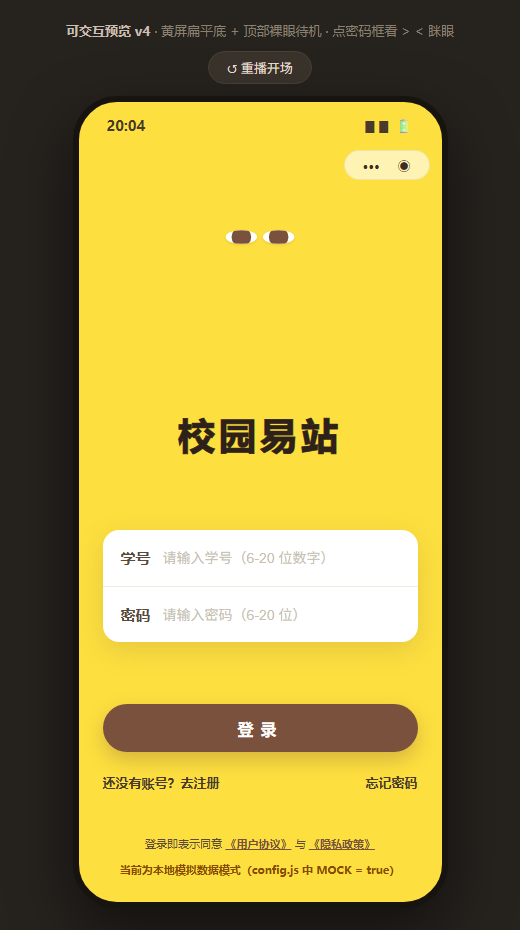 可交互预览 v4 · 黄屏扁平底 + 顶部裸眼待机 · 点密码框看 > < 眯眼
↺ 重播开场
20:04
校园易站
学号 请输入学号（6-20 位数字）
密码 请输入密码（6-20 位）
登 录
还没有账号？去注册 忘记密码
登录即表示同意 《用户协议》 与 《隐私政策》
当前为本地模拟数据模式（config.js 中 MOCK = true）